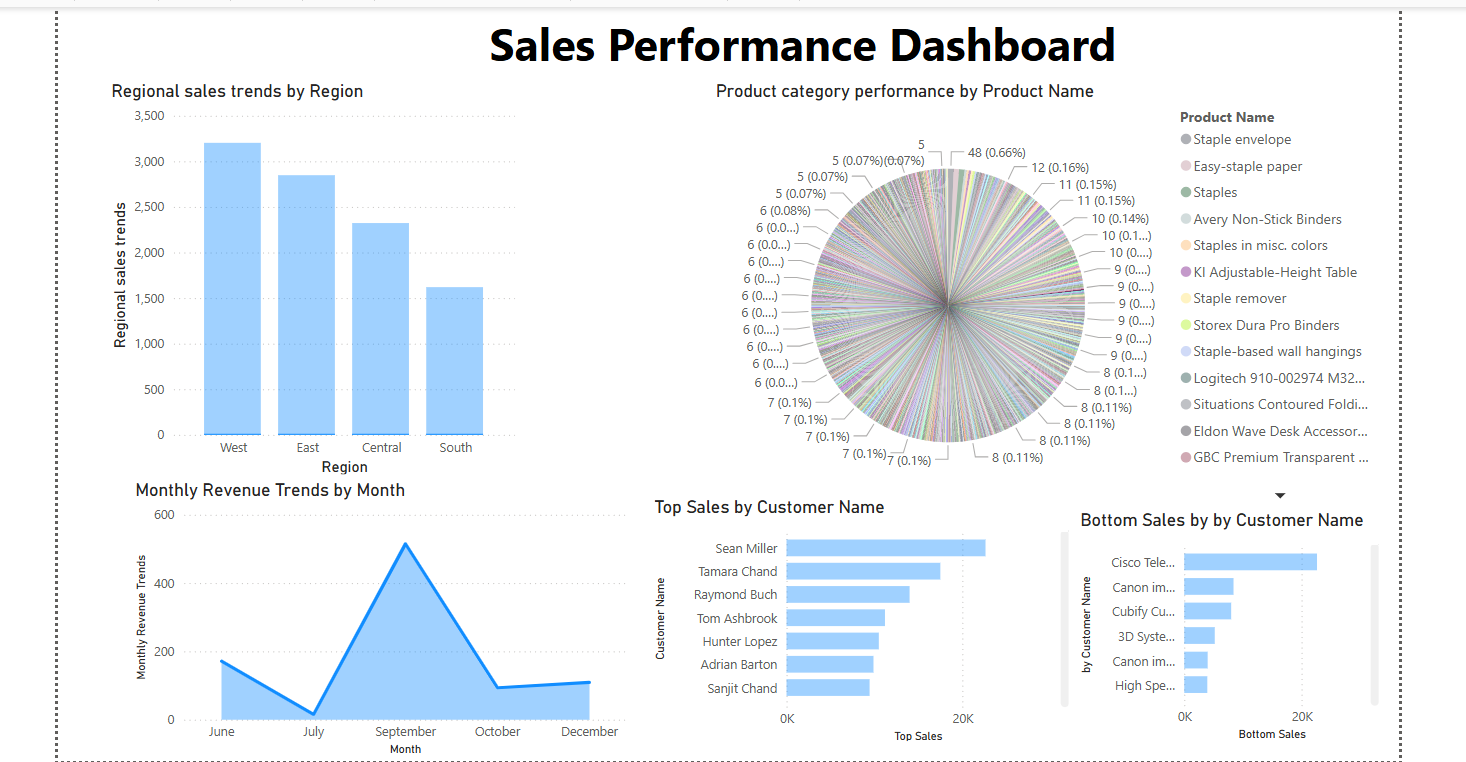 Sales Performance Dashboard
Regional sales trends by Region
3,500
3,000
2,500
2,000
1,500
1,000
500
0
Regional sales trends
West
East
Central
South
Region
Product category performance by Product Name
5
5 (0.07%)
(0.07%)
5 (0.07%)
5 (0.07%)
6 (0.08%)
6 (0.0...)
6 (0.0...)
6 (0....)
6 (0....)
6 (0....)
6 (0....)
6 (0....)
6 (0....)
6 (0....)
6 (0.0...)
7 (0.1%)
7 (0.1%)
7 (0.1%)
7 (0.1%)
7 (0.1%)
48 (0.66%)
12 (0.16%)
11 (0.15%)
11 (0.15%)
10 (0.14%)
10 (0.1...)
10 (0....)
9 (0....)
9 (0....)
9 (0....)
9 (0....)
9 (0....)
9 (0....)
8 (0.1...)
8 (0.1...)
8 (0.11%)
8 (0.11%)
8 (0.11%)
8 (0.11%)
Product Name
Staple envelope
Easy-staple paper
Staples
Avery Non-Stick Binders
Staples in misc. colors
KI Adjustable-Height Table
Staple remover
Storex Dura Pro Binders
Staple-based wall hangings
Logitech 910-002974 M32...
Situations Contoured Foldi...
Eldon Wave Desk Accessor...
GBC Premium Transparent ...
Monthly Revenue Trends by Month
600
400
200
0
Monthly Revenue Trends
June
July
September
October
December
Month
Top Sales by Customer Name
Customer Name
Sean Miller
Tamara Chand
Raymond Buch
Tom Ashbrook
Hunter Lopez
Adrian Barton
Sanjit Chand
0K
20K
Top Sales
Bottom Sales by by Customer Name
by Customer Name
Cisco Tele...
Canon im...
Cubify Cu...
3D Syste...
Canon im...
High Spe...
0K
20K
Bottom Sales